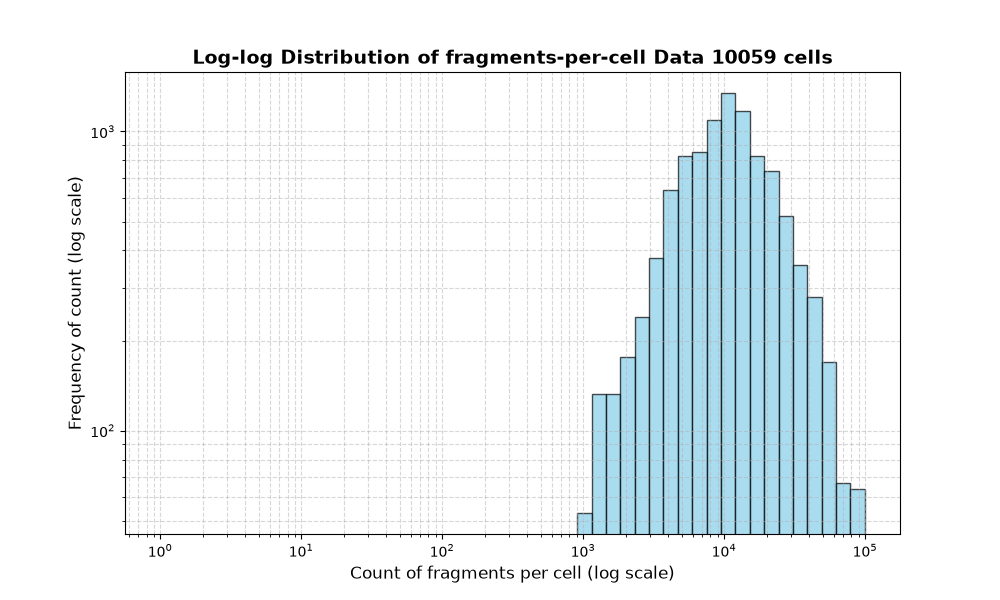 Log-log Distribution of fragments-per-cell Data 10059 cells
Frequency of count (log scale)
10³
10²
10⁰ 10¹ 10² 10³ 10⁴ 10⁵
Count of fragments per cell (log scale)